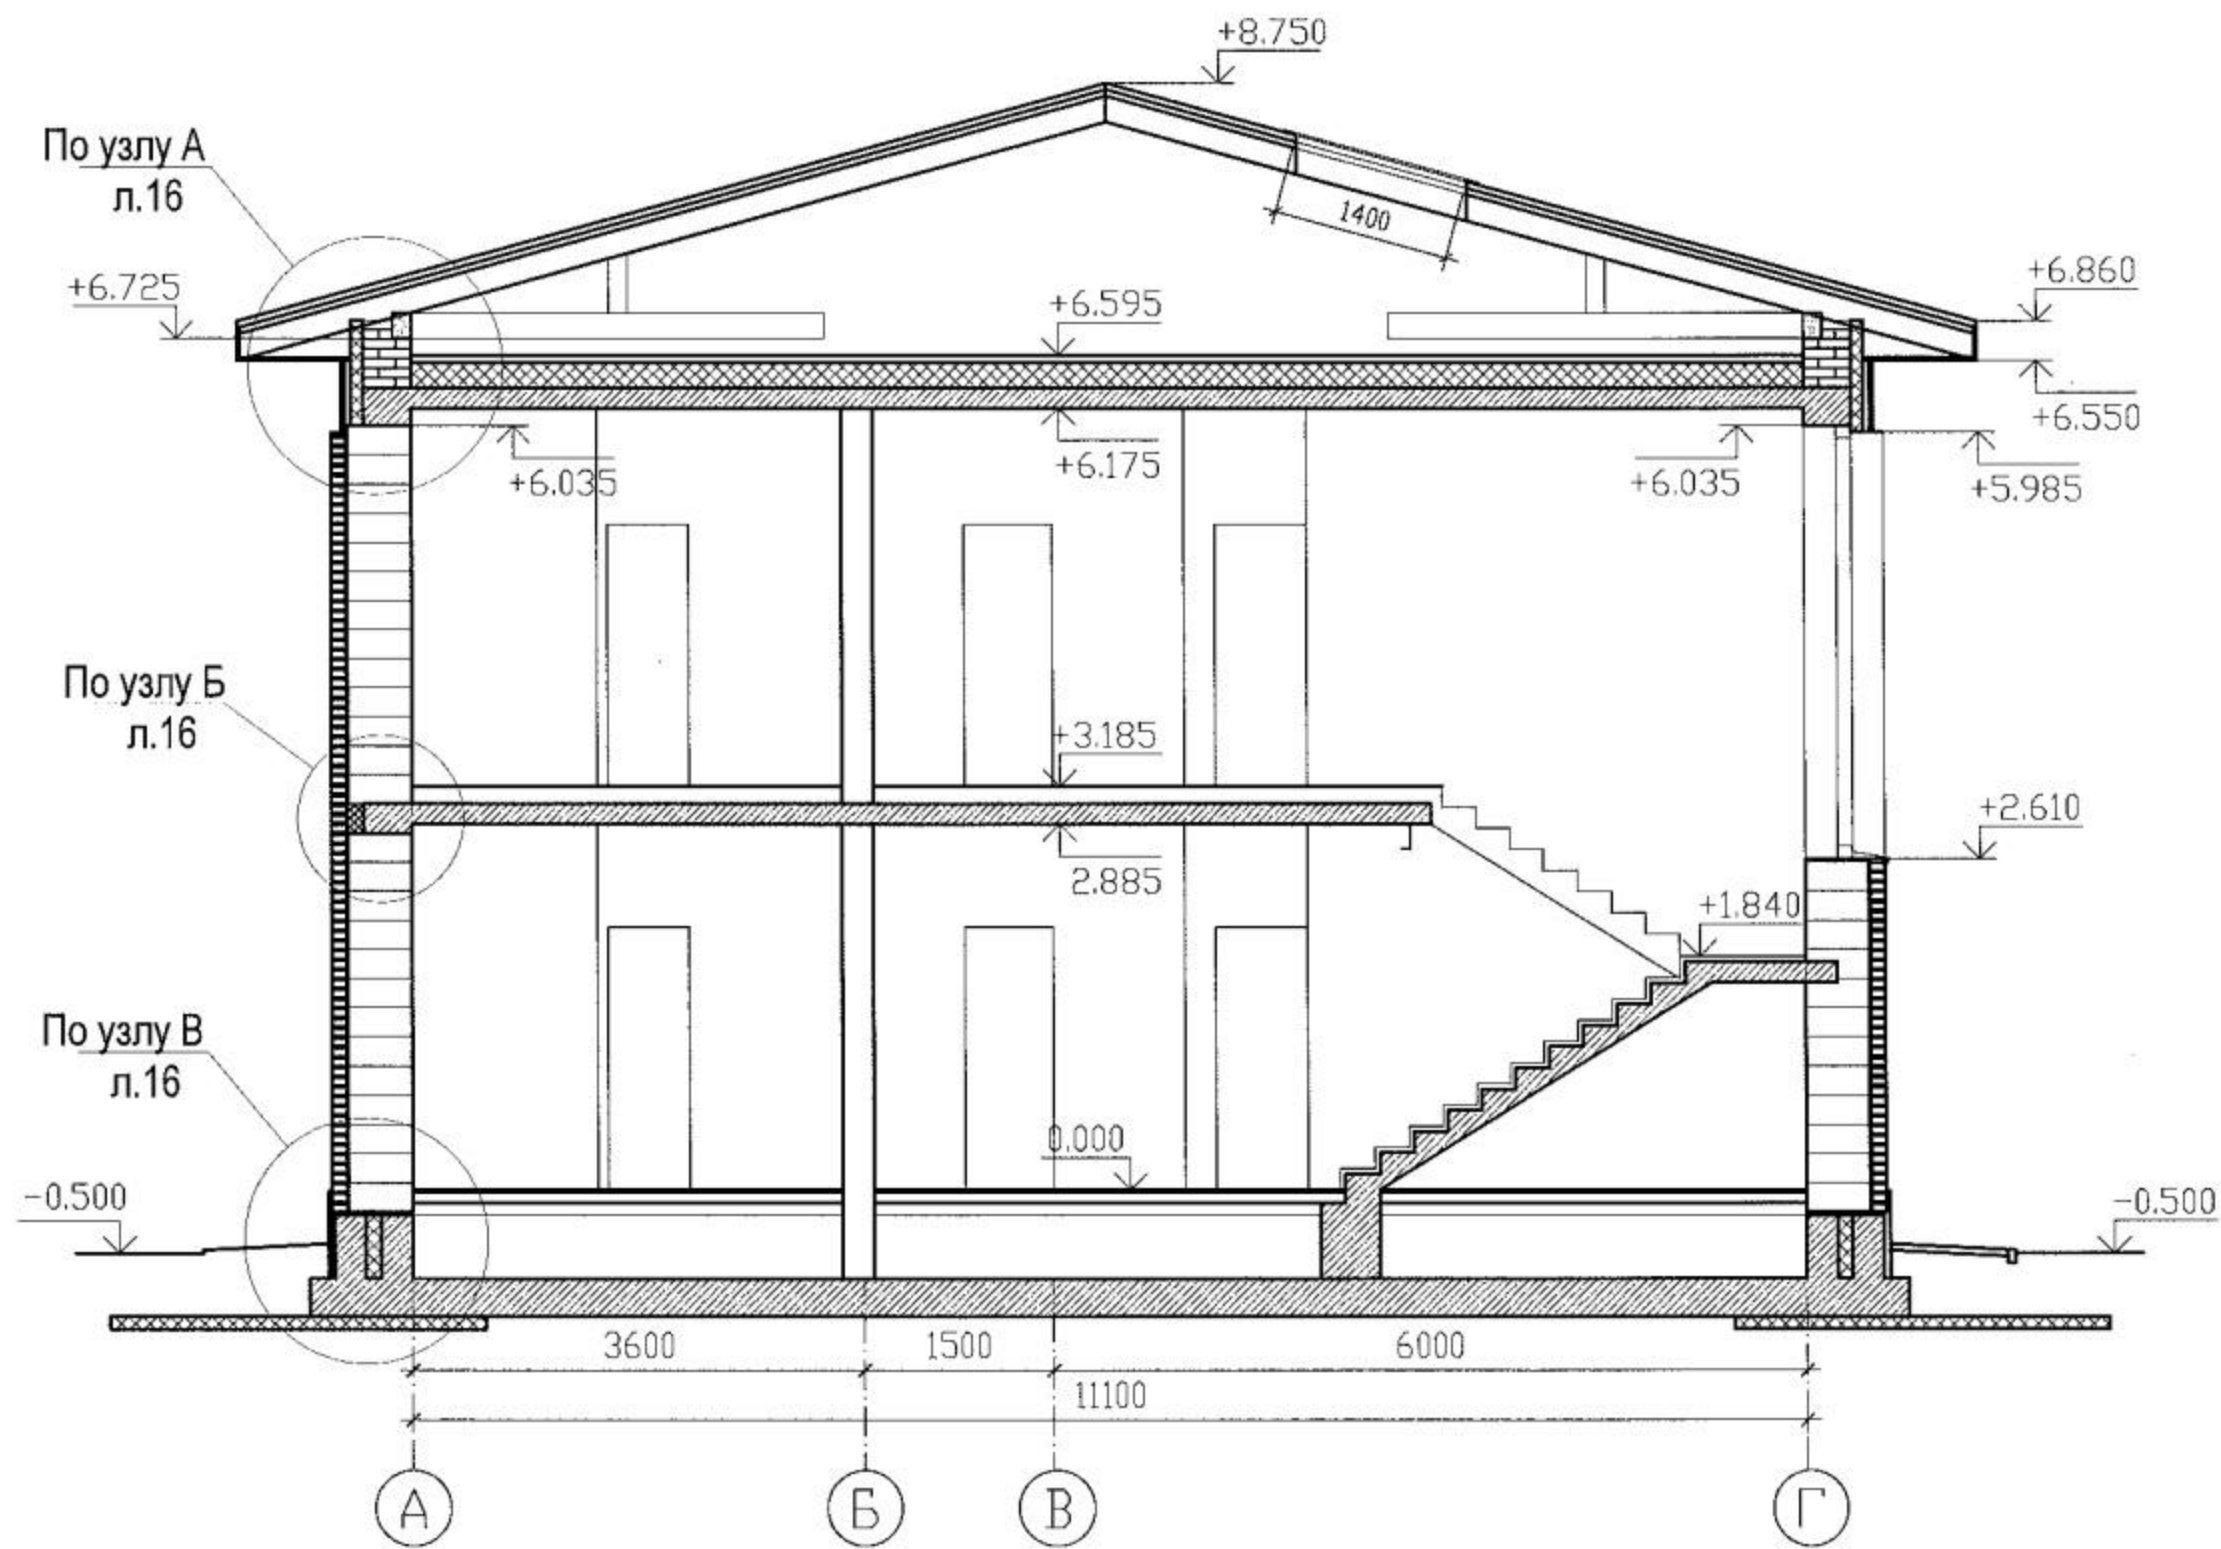 +8.750
По узлу А
л.16
+6.725
1400
+6.595
+6.860
+6.550
+6.035
+6.175
+6.035
+5.985
По узлу Б
л.16
+3.185
+2.610
2.885
+1.840
По узлу В
л.16
0.000
-0.500
-0.500
3600
1500
6000
11100
А
Б
В
Г